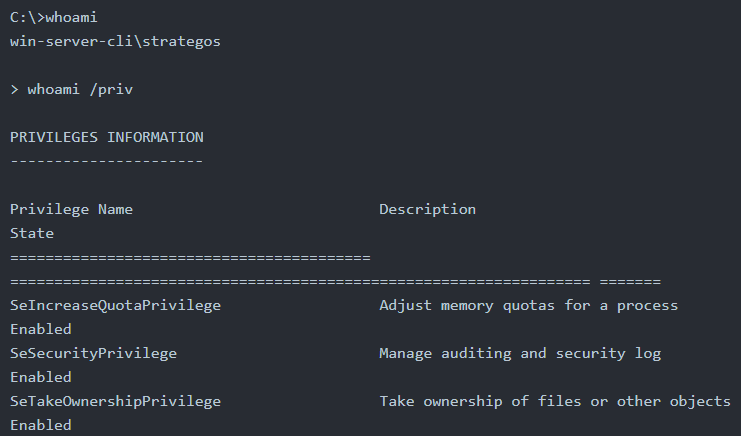 C:\>whoami
win-server-cli\strategos
> whoami /priv
PRIVILEGES INFORMATION
----------------------
Privilege Name                            Description
State
=========================================
================================================================== =======
SeIncreaseQuotaPrivilege                  Adjust memory quotas for a process
Enabled
SeSecurityPrivilege                       Manage auditing and security log
Enabled
SeTakeOwnershipPrivilege                  Take ownership of files or other objects
Enabled